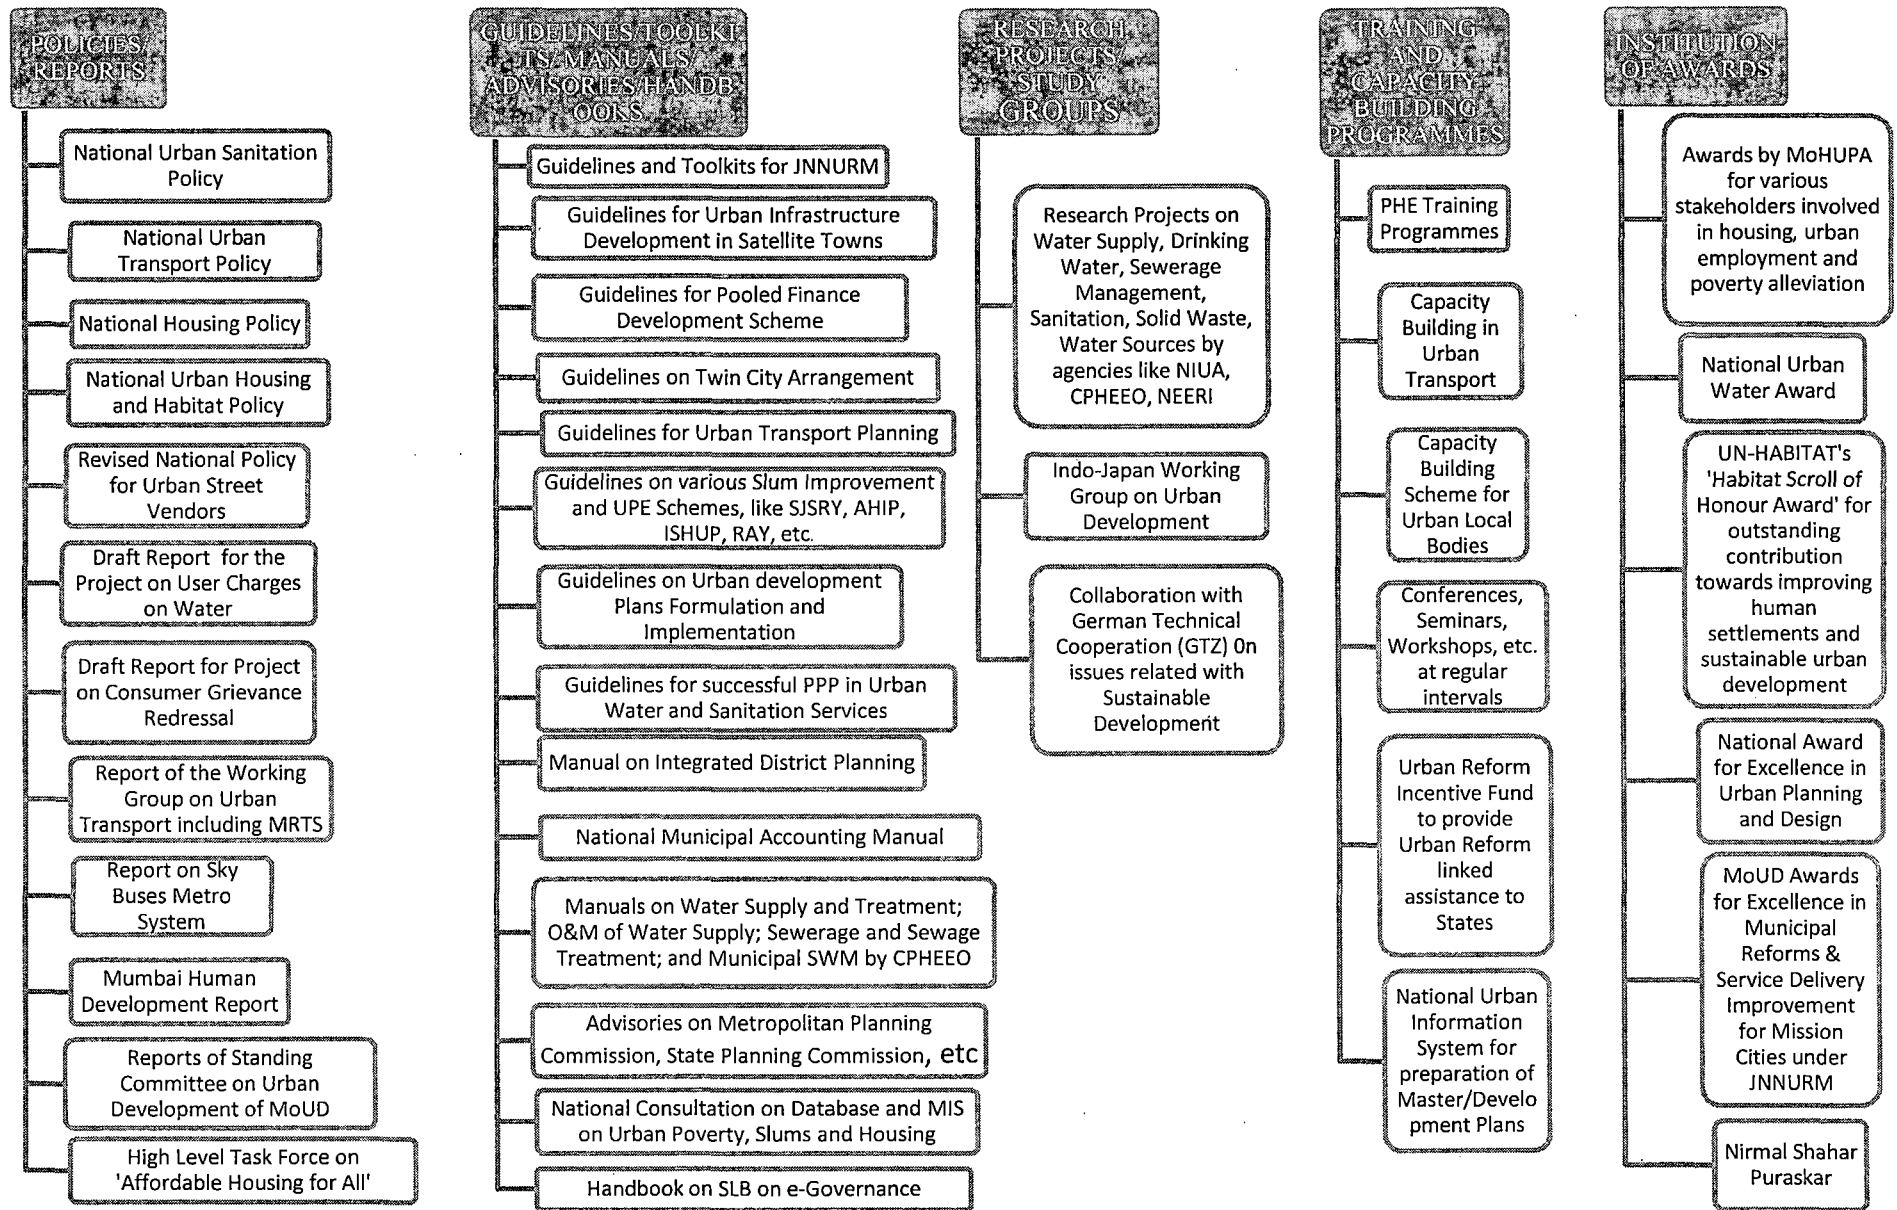 POLICIES/
REPORTS
National Urban Sanitation
Policy
National Urban
Transport Policy
National Housing Policy
National Urban Housing
and Habitat Policy
Revised National Policy
for Urban Street
Vendors
Draft Report for the
Project on User Charges
on Water
Draft Report for Project
on Consumer Grievance
Redressal
Report of the Working
Group on Urban
Transport including MRTS
Report on Sky
Buses Metro
System
Mumbai Human
Development Report
Reports of Standing
Committee on Urban
Development of MoUD
High Level Task Force on
'Affordable Housing for All'
GUIDELINES/TOOLKI
TS/ MANUALS/
ADVISORIES/HANDB
OOKS
Guidelines and Toolkits for JNNURM
Guidelines for Urban Infrastructure
Development in Satellite Towns
Guidelines for Pooled Finance
Development Scheme
Guidelines on Twin City Arrangement
Guidelines for Urban Transport Planning
Guidelines on various Slum Improvement
and UPE Schemes, like SJSRY, AHIP,
ISHUP, RAY, etc.
Guidelines on Urban development
Plans Formulation and
Implementation
Guidelines for successful PPP in Urban
Water and Sanitation Services
Manual on Integrated District Planning
National Municipal Accounting Manual
Manuals on Water Supply and Treatment;
O&M of Water Supply; Sewerage and Sewage
Treatment; and Municipal SWM by CPHEEO
Advisories on Metropolitan Planning
Commission, State Planning Commission, etc
National Consultation on Database and MIS
on Urban Poverty, Slums and Housing
Handbook on SLB on e-Governance
RESEARCH
PROJECTS/
STUDY
GROUPS
Research Projects on
Water Supply, Drinking
Water, Sewerage
Management,
Sanitation, Solid Waste,
Water Sources by
agencies like NIUA,
CPHEEO, NEERI
Indo-Japan Working
Group on Urban
Development
Collaboration with
German Technical
Cooperation (GTZ) 0n
issues related with
Sustainable
Development
TRAINING
AND
CAPACITY
BUILDING
PROGRAMMES
PHE Training
Programmes
Capacity
Building in
Urban
Transport
Capacity
Building
Scheme for
Urban Local
Bodies
Conferences,
Seminars,
Workshops, etc.
at regular
intervals
Urban Reform
Incentive Fund
to provide
Urban Reform
linked
assistance to
States
National Urban
Information
System for
preparation of
Master/Develo
pment Plans
INSTITUTION
OF AWARDS
Awards by MoHUPA
for various
stakeholders involved
in housing, urban
employment and
poverty alleviation
National Urban
Water Award
UN-HABITAT's
'Habitat Scroll of
Honour Award' for
outstanding
contribution
towards improving
human
settlements and
sustainable urban
development
National Award
for Excellence in
Urban Planning
and Design
MoUD Awards
for Excellence in
Municipal
Reforms &
Service Delivery
Improvement
for Mission
Cities under
JNNURM
Nirmal Shahar
Puraskar